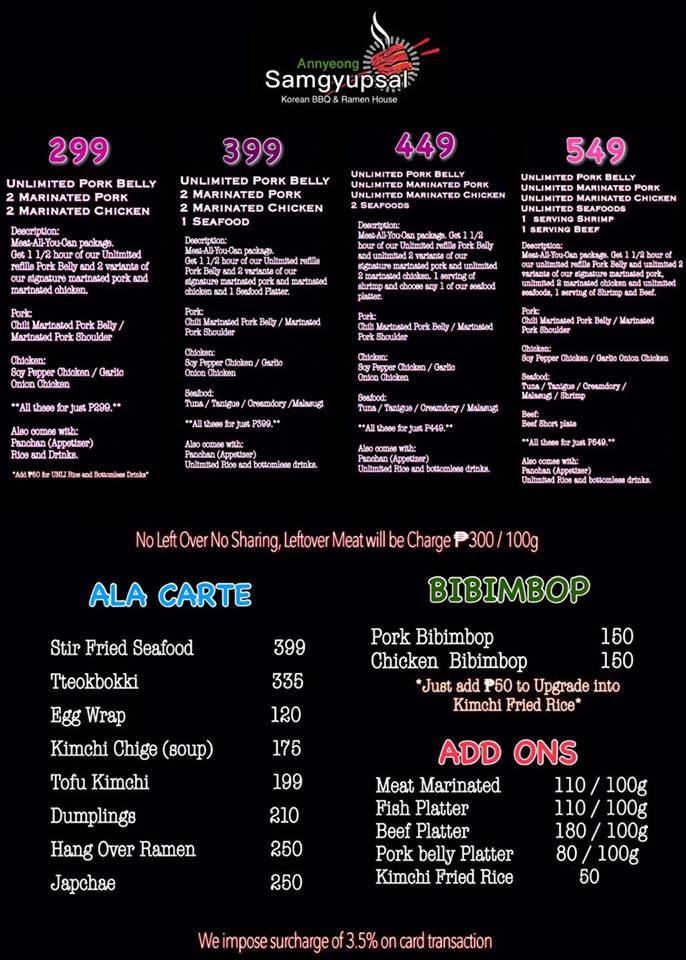 Annyeong
Samgyupsal
Korean BBQ & Ramen House
299
UNLIMITED PORK BELLY
2 MARINATED PORK
2 MARINATED CHICKEN
Description:
Meat-All-You-Can package.
Get 1 1/2 hour of our Unlimited
refills Pork Belly and 2 variants of
our signature marinated pork and
marinated chicken.
Pork:
Chili Marinated Pork Belly /
Marinated Pork Shoulder
Chicken:
Soy Pepper Chicken / Garlic
Onion Chicken
**All these for just P299.**
Also comes with:
Panchan (Appetizer)
Rice and Drinks.
*Add ₱50 for UNLI Rice and Bottomless Drinks*
399
UNLIMITED PORK BELLY
2 MARINATED PORK
2 MARINATED CHICKEN
1 SEAFOOD
Description:
Meat-All-You-Can package.
Get 1 1/2 hour of our Unlimited refills
Pork Belly and 2 variants of our
signature marinated pork and marinated
chicken and 1 Seafood Platter.
Pork:
Chili Marinated Pork Belly / Marinated
Pork Shoulder
Chicken:
Soy Pepper Chicken / Garlic
Onion Chicken
Seafood:
Tuna / Tanigue / Creamdory /Malasugi
**All these for just P399.**
Also comes with:
Panchan (Appetizer)
Unlimited Rice and bottomless drinks.
449
UNLIMITED PORK BELLY
UNLIMITED MARINATED PORK
UNLIMITED MARINATED CHICKEN
2 SEAFOODS
Description:
Meat-All-You-Can package. Get 1 1/2
hour of our Unlimited refills Pork Belly
and unlimited 2 variants of our
signature marinated pork and unlimited
2 marinated chicken. 1 serving of
shrimp and choose any 1 of our seafood
platter.
Pork:
Chili Marinated Pork Belly / Marinated
Pork Shoulder
Chicken:
Soy Pepper Chicken / Garlic
Onion Chicken
Seafood:
Tuna / Tanigue / Creamdory / Malasugi
**All these for just P449.**
Also comes with:
Panchan (Appetizer)
Unlimited Rice and bottomless drinks.
549
UNLIMITED PORK BELLY
UNLIMITED MARINATED PORK
UNLIMITED MARINATED CHICKEN
UNLIMITED SEAFOODS
1 SERVING SHRIMP
1 SERVING BEEF
Description:
Meat-All-You-Can package. Get 1 1/2 hour of
our unlimited refills Pork Belly and unlimited 2
variants of our signature marinated pork,
unlimited 2 marinated chicken and unlimited
seafoods, 1 serving of Shrimp and Beef.
Pork:
Chili Marinated Pork Belly / Marinated
Pork Shoulder
Chicken:
Soy Pepper Chicken / Garlic Onion Chicken
Seafood:
Tuna / Tanigue / Creamdory /
Malasugi / Shrimp
Beef:
Beef Short plate
**All these for just P549.**
Also comes with:
Panchan (Appetizer)
Unlimited Rice and bottomless drinks.
No Left Over No Sharing, Leftover Meat will be Charge ₱300 / 100g
ALA CARTE
Stir Fried Seafood 399
Tteokbokki 335
Egg Wrap 120
Kimchi Chige (soup) 175
Tofu Kimchi 199
Dumplings 210
Hang Over Ramen 250
Japchae 250
BIBIMBOP
Pork Bibimbop 150
Chicken Bibimbop 150
*Just add ₱50 to Upgrade into
Kimchi Fried Rice*
ADD ONS
Meat Marinated 110 / 100g
Fish Platter 110 / 100g
Beef Platter 180 / 100g
Pork belly Platter 80 / 100g
Kimchi Fried Rice 50
We impose surcharge of 3.5% on card transaction